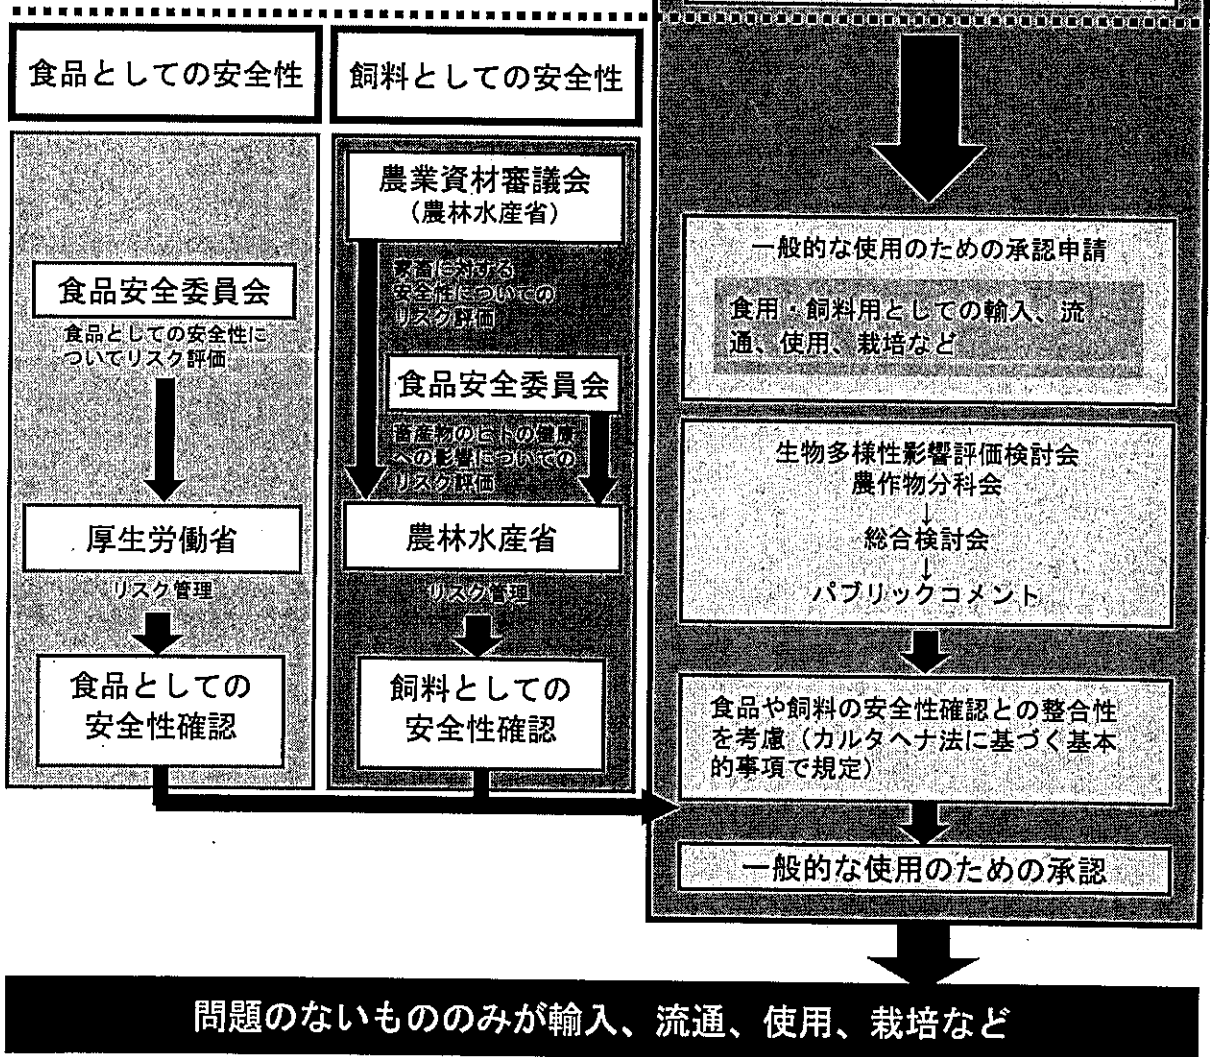 食品としての安全性
食品安全委員会
食品としての安全性に
ついてリスク評価
厚生労働省
リスク管理
食品としての
安全性確認
飼料としての安全性
農業資材審議会
（農林水産省）
家畜に対する
安全性についての
リスク評価
食品安全委員会
畜産物のヒトの健康
への影響についての
リスク評価
農林水産省
リスク管理
飼料としての
安全性確認
一般的な使用のための承認申請
食用・飼料用としての輸入、流
通、使用、栽培など
生物多様性影響評価検討会
農作物分科会
↓
総合検討会
↓
パブリックコメント
食品や飼料の安全性確認との整合性
を考慮（カルタヘナ法に基づく基本
的事項で規定）
一般的な使用のための承認
問題のないもののみが輸入、流通、使用、栽培など